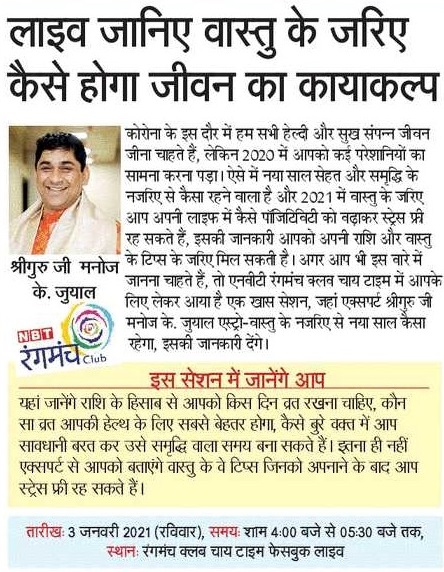 लाइव जानिए वास्तु के जरिए
कैसे होगा जीवन का कायाकल्प
कोरोना के इस दौर में हम सभी हेल्दी और सुख संपन्न जीवन
जीना चाहते हैं, लेकिन 2020 में आपको कई परेशानियों का
सामना करना पड़ा। ऐसे में नया साल सेहत और समृद्धि के
नजरिए से कैसा रहने वाला है और 2021 में वास्तु के जरिए
आप अपनी लाइफ में कैसे पॉजिटिविटी को बढ़ाकर स्ट्रेस फ्री
रह सकते हैं, इसकी जानकारी आपको अपनी राशि और वास्तु
के टिप्स के जरिए मिल सकती है। अगर आप भी इस बारे में
जानना चाहते हैं, तो एनबीटी रंगमंच क्लब चाय टाइम में आपके
लिए लेकर आया है एक खास सेशन, जहां एक्सपर्ट श्रीगुरु जी
मनोज के. जुयाल एस्ट्रो-वास्तु के नजरिए से नया साल कैसा
रहेगा, इसकी जानकारी देंगे।
श्रीगुरु जी मनोज
के. जुयाल
NBT
रंगमंच Club
इस सेशन में जानेंगे आप
यहां जानेंगे राशि के हिसाब से आपको किस दिन व्रत रखना चाहिए, कौन
सा व्रत आपकी हेल्थ के लिए सबसे बेहतर होगा, कैसे बुरे वक्त में आप
सावधानी बरत कर उसे समृद्धि वाला समय बना सकते हैं। इतना ही नहीं
एक्सपर्ट से आपको बताएंगे वास्तु के वे टिप्स जिनको अपनाने के बाद आप
स्ट्रेस फ्री रह सकते हैं।
तारीख: 3 जनवरी 2021 (रविवार), समय: शाम 4:00 बजे से 05:30 बजे तक,
स्थान: रंगमंच क्लब चाय टाइम फेसबुक लाइव